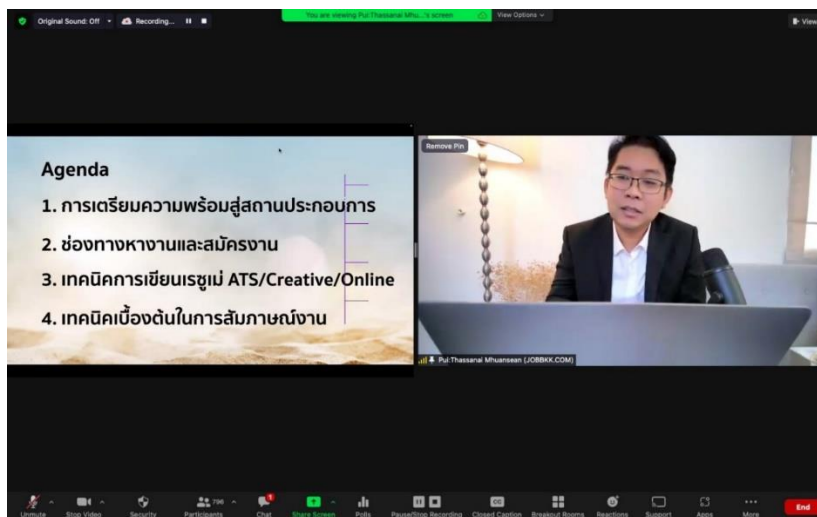 Original Sound: Off
Recording...
You are viewing Pui:Thassanai Mhu...'s screen
View Options
View
Agenda
1. การเตรียมความพร้อมสู่สถานประกอบการ
2. ช่องทางหางานและสมัครงาน
3. เทคนิคการเขียนเรซูเม่ ATS/Creative/Online
4. เทคนิคเบื้องต้นในการสัมภาษณ์งาน
Remove Pin
Pui:Thassanai Mhuansean (JOBBKK.COM)
796
1
CC
Unmute Stop Video Security Participants Chat Share Screen Polls Pause/Stop Recording Closed Caption Breakout Rooms Reactions Support Apps More
End